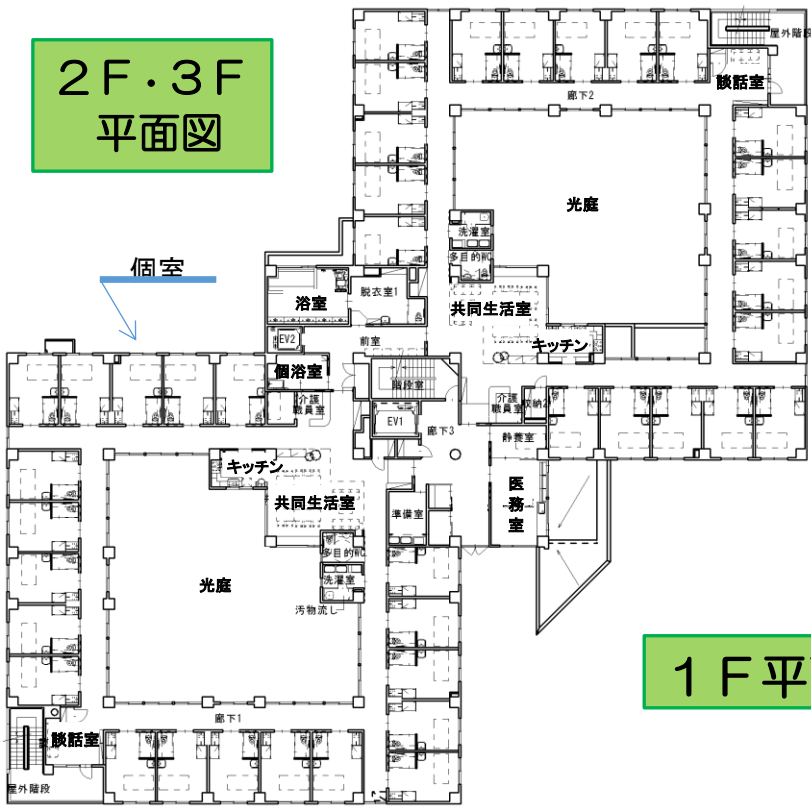 2F・3F
平面図
屋外階段
談話室
廊下2
光庭
洗濯室
多目的WC
個室
浴室
脱衣室1
共同生活室
EV2
前室
キッチン
個浴室
階段室
介護
職員室
介護
職員室
収納2
EV1
廊下3
静養室
キッチン
共同生活室
医
務
室
準備室
多目的WC
洗濯室
光庭
汚物流し
1F平
廊下1
談話室
屋外階段